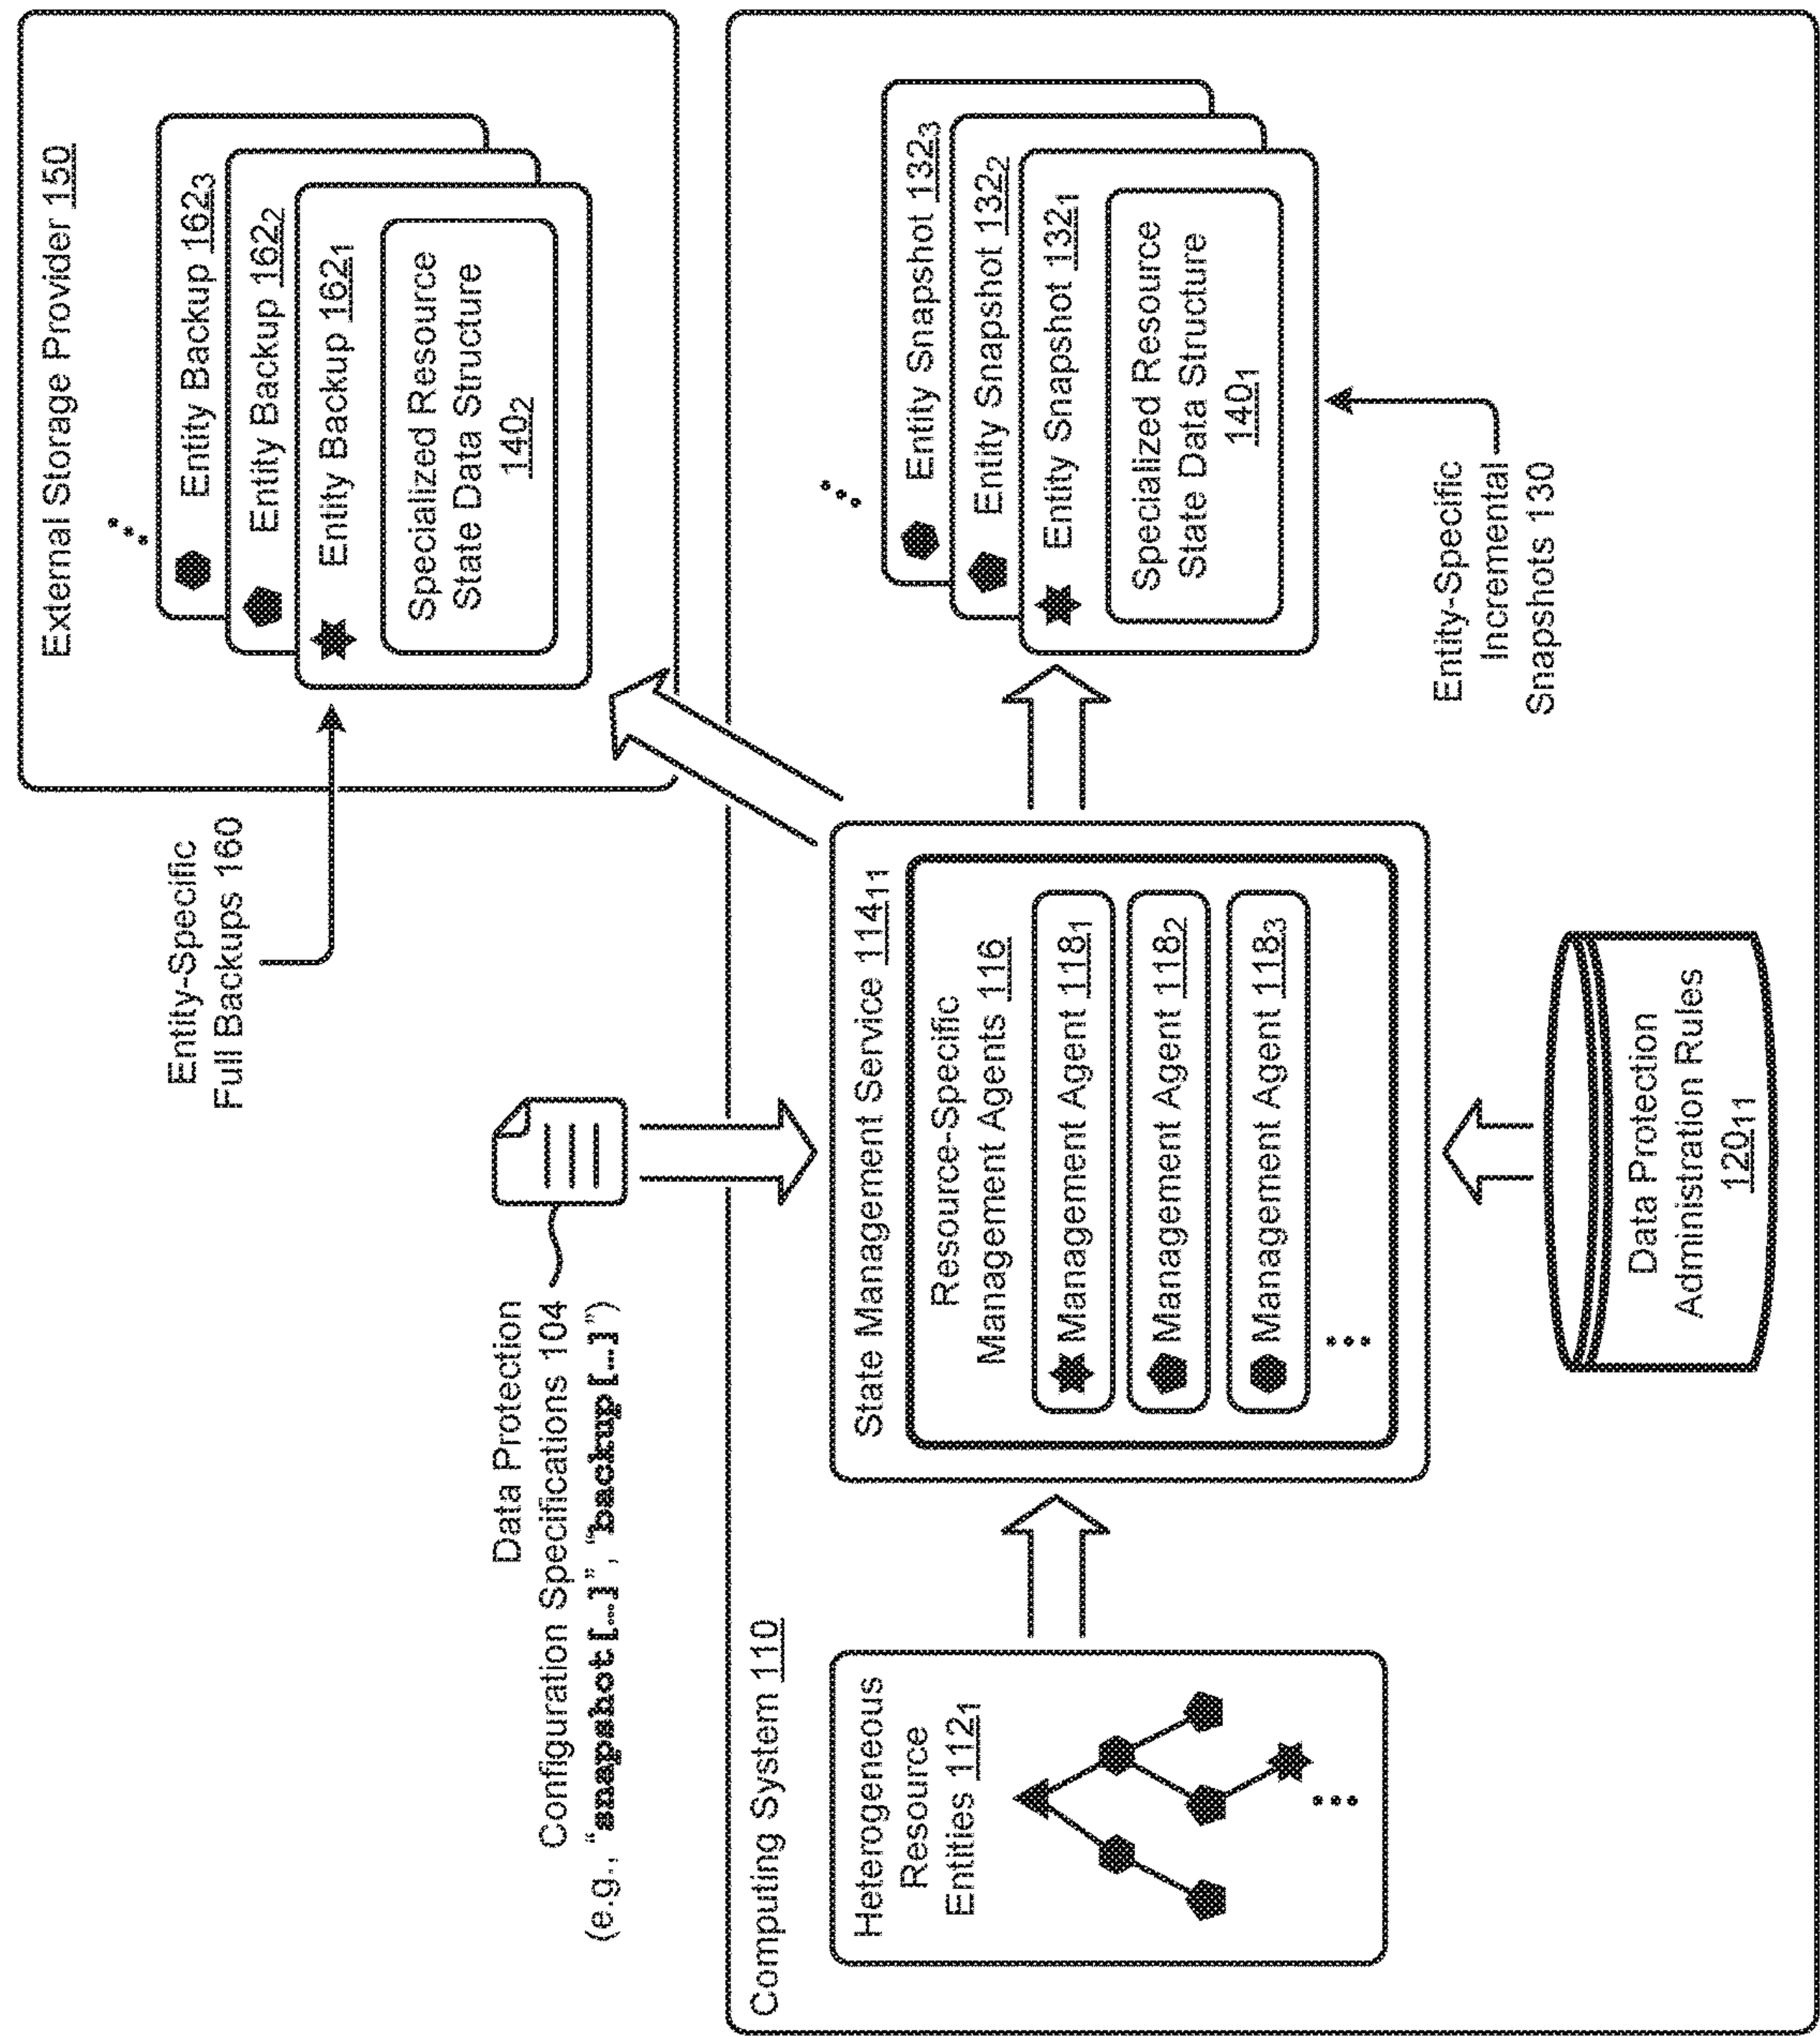 Entity-Specific
Full Backups 160
External Storage Provider 150
Entity Backup 162₃
Entity Backup 162₂
Entity Backup 162₁
Specialized Resource
State Data Structure
140₂
Data Protection
Configuration Specifications 104
(e.g., “snapshot[…]”, “backup[…]”)
Computing System 110
Heterogeneous
Resource
Entities 112₁
State Management Service 114₁₁
Resource-Specific
Management Agents 116
Management Agent 118₁
Management Agent 118₂
Management Agent 118₃
Data Protection
Administration Rules
120₁₁
Entity Snapshot 132₃
Entity Snapshot 132₂
Entity Snapshot 132₁
Specialized Resource
State Data Structure
140₁
Entity-Specific
Incremental
Snapshots 130